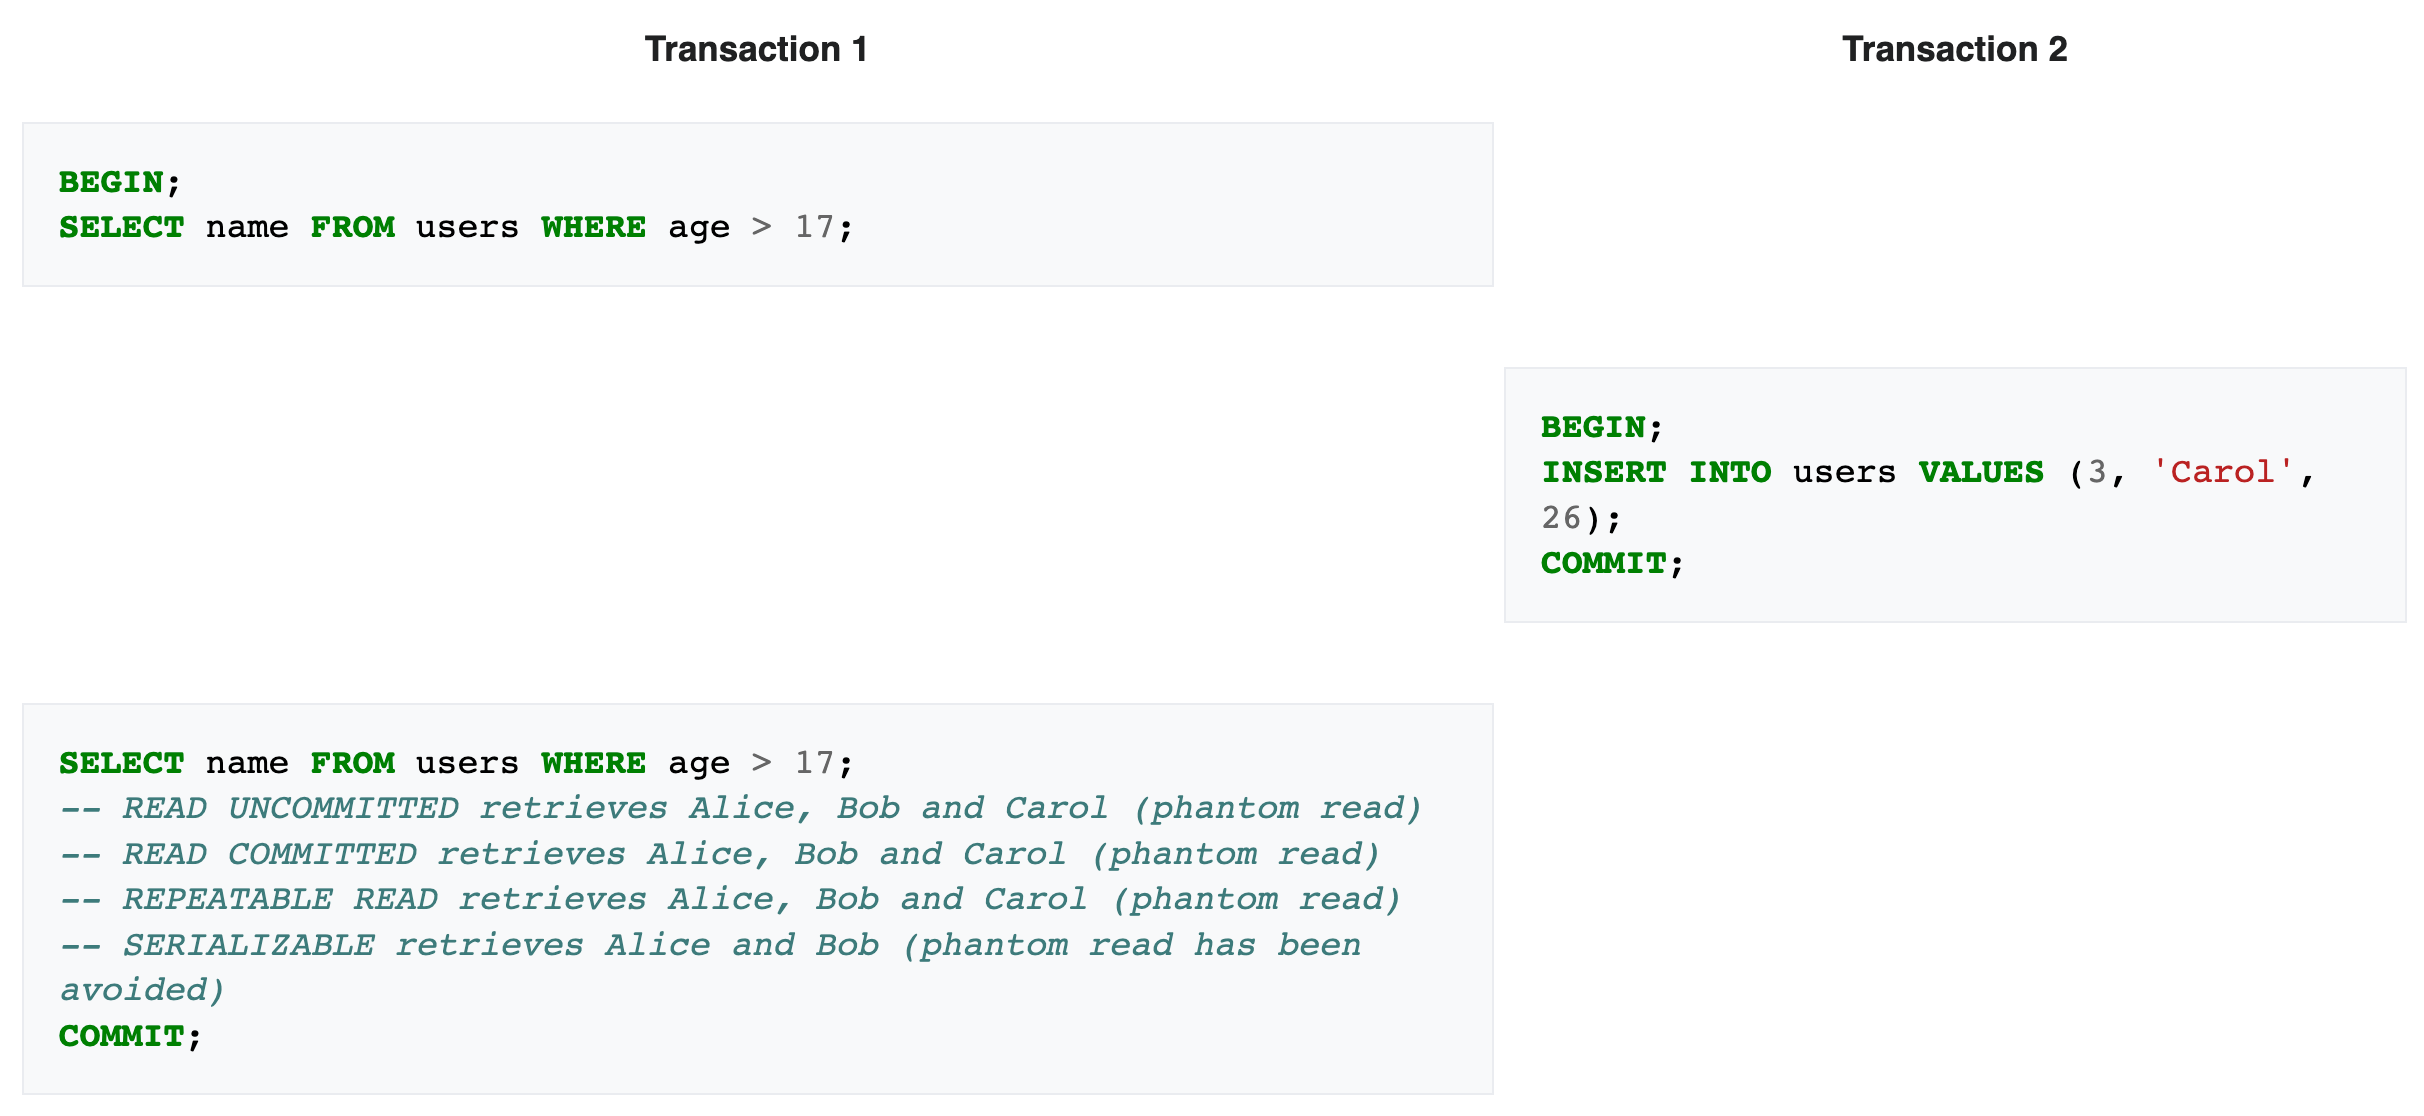 Transaction 1
Transaction 2
BEGIN;
SELECT name FROM users WHERE age > 17;
BEGIN;
INSERT INTO users VALUES (3, 'Carol',
26);
COMMIT;
SELECT name FROM users WHERE age > 17;
-- READ UNCOMMITTED retrieves Alice, Bob and Carol (phantom read)
-- READ COMMITTED retrieves Alice, Bob and Carol (phantom read)
-- REPEATABLE READ retrieves Alice, Bob and Carol (phantom read)
-- SERIALIZABLE retrieves Alice and Bob (phantom read has been
avoided)
COMMIT;